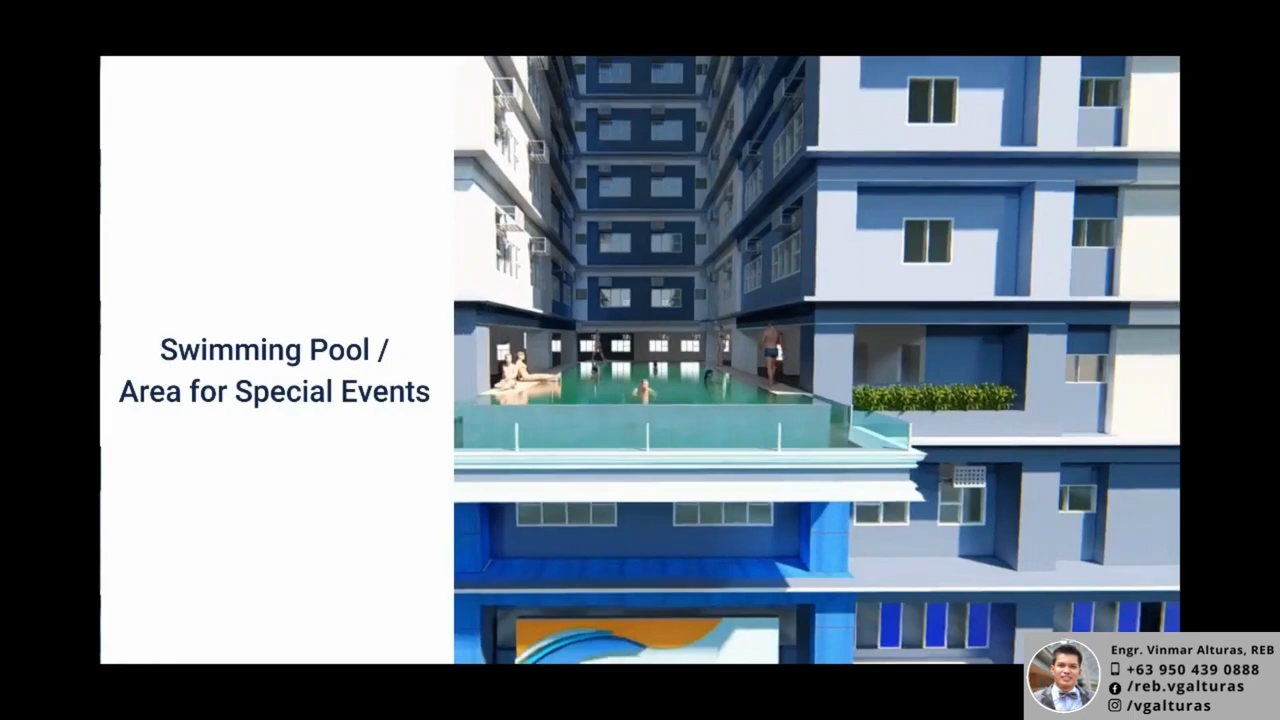 Swimming Pool /
Area for Special Events
Engr. Vinmar Alturas, REB
+63 950 439 0888
/reb.vgalturas
/vgalturas